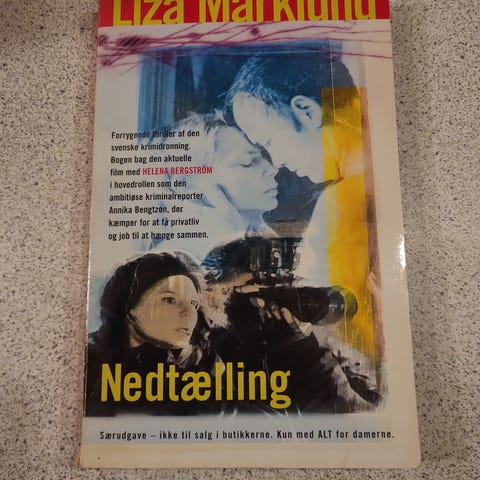 Liza Marklund
Forrygende thriller af den
svenske krimidronning.
Bogen bag den aktuelle
film med HELENA BERGSTRÖM
i hovedrollen som den
ambitiøse kriminalreporter
Annika Bengtzon, der
kæmper for at få privatliv
og job til at hænge sammen.
Nedtælling
Særudgave – ikke til salg i butikkerne. Kun med ALT for damerne.